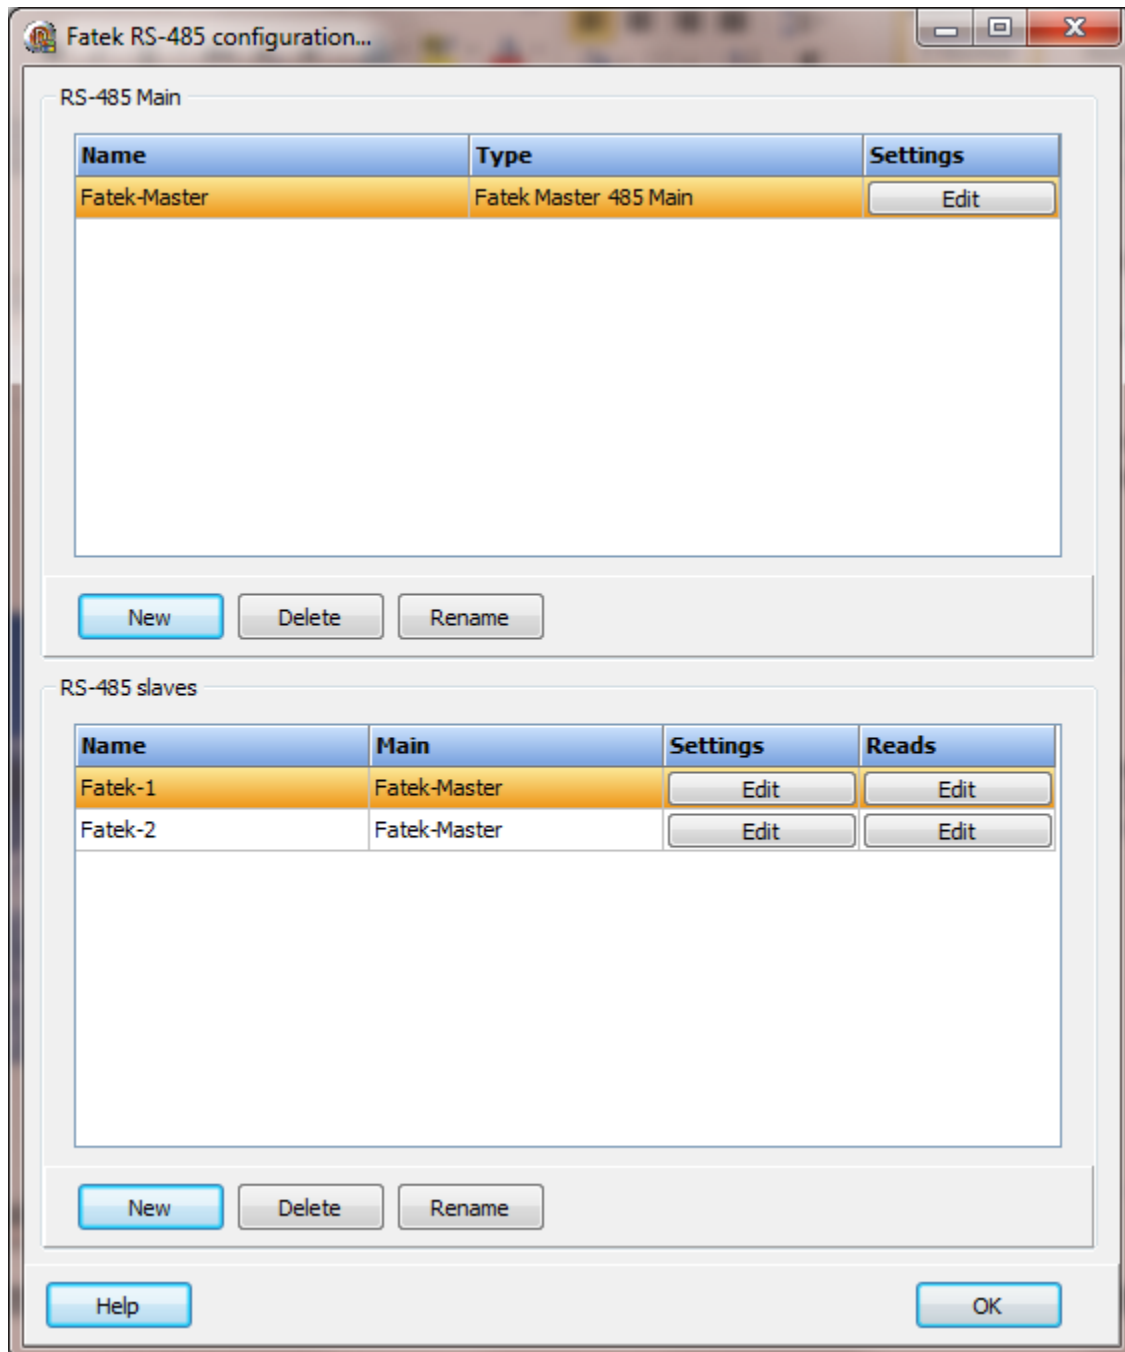 Fatek RS-485 configuration...
RS-485 Main
Name Type Settings
Fatek-Master Fatek Master 485 Main Edit
New Delete Rename
RS-485 slaves
Name Main Settings Reads
Fatek-1 Fatek-Master Edit Edit
Fatek-2 Fatek-Master Edit Edit
New Delete Rename
Help OK